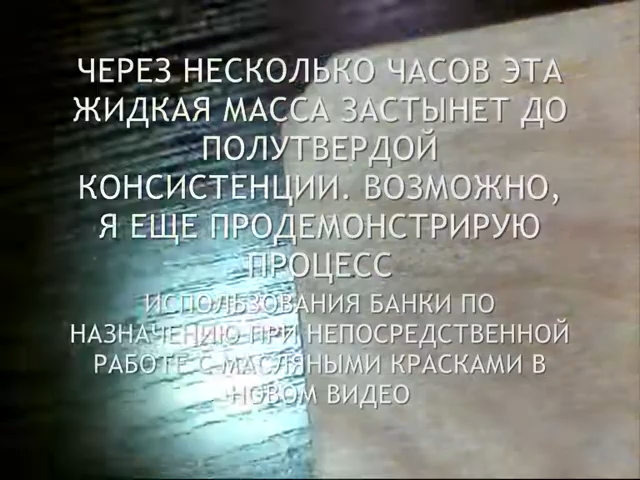 ЧЕРЕЗ НЕСКОЛЬКО ЧАСОВ ЭТА
ЖИДКАЯ МАССА ЗАСТЫНЕТ ДО
ПОЛУТВЕРДОЙ
КОНСИСТЕНЦИИ. ВОЗМОЖНО,
Я ЕЩЕ ПРОДЕМОНСТРИРУЮ
ПРОЦЕСС
ИСПОЛЬЗОВАНИЯ БАНКИ ПО
НАЗНАЧЕНИЮ ПРИ НЕПОСРЕДСТВЕННОЙ
РАБОТЕ С МАСЛЯНЫМИ КРАСКАМИ В
НОВОМ ВИДЕО